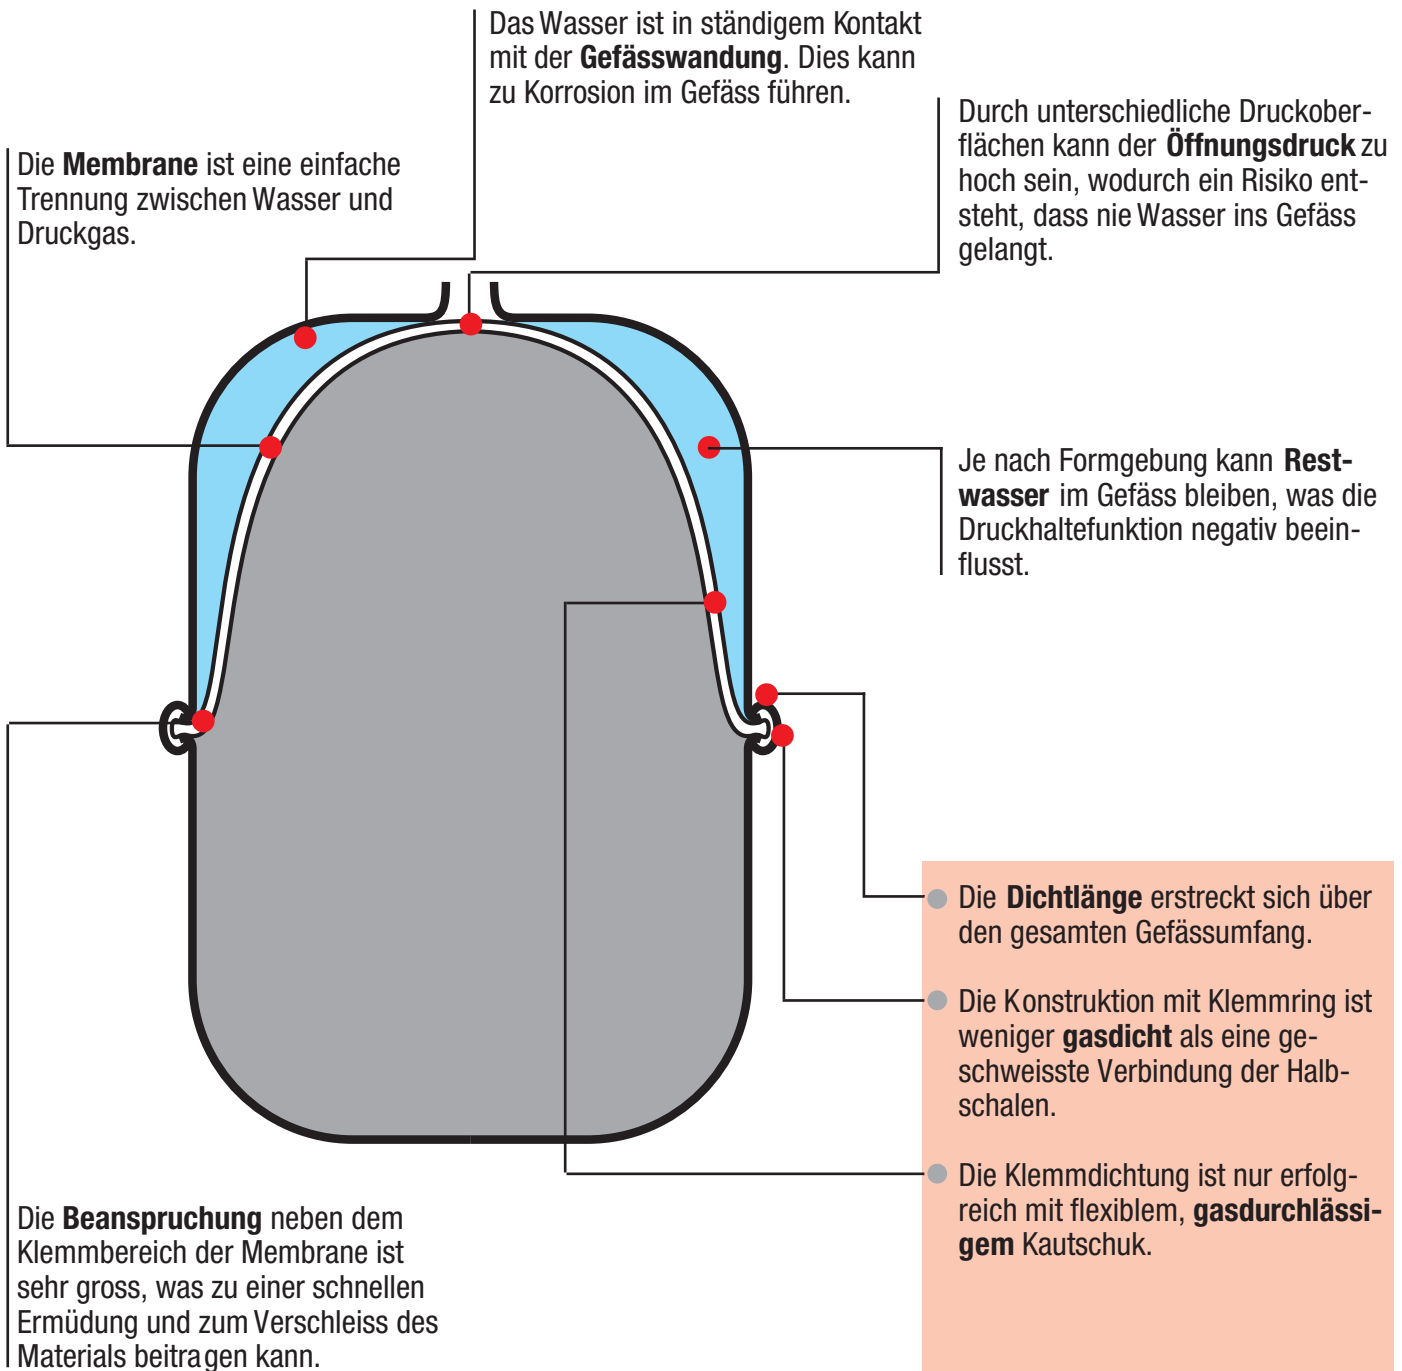 Das Wasser ist in ständigem Kontakt
mit der Gefässwandung. Dies kann
zu Korrosion im Gefäss führen.
Durch unterschiedliche Druckober-
flächen kann der Öffnungsdruck zu
hoch sein, wodurch ein Risiko ent-
steht, dass nie Wasser ins Gefäss
gelangt.
Die Membrane ist eine einfache
Trennung zwischen Wasser und
Druckgas.
Je nach Formgebung kann Rest-
wasser im Gefäss bleiben, was die
Druckhaltefunktion negativ beein-
flusst.
Die Dichtlänge erstreckt sich über
den gesamten Gefässumfang.
Die Konstruktion mit Klemmring ist
weniger gasdicht als eine ge-
schweisste Verbindung der Halb-
schalen.
Die Klemmdichtung ist nur erfolg-
reich mit flexiblem, gasdurchlässi-
gem Kautschuk.
Die Beanspruchung neben dem
Klemmbereich der Membrane ist
sehr gross, was zu einer schnellen
Ermüdung und zum Verschleiss des
Materials beitragen kann.